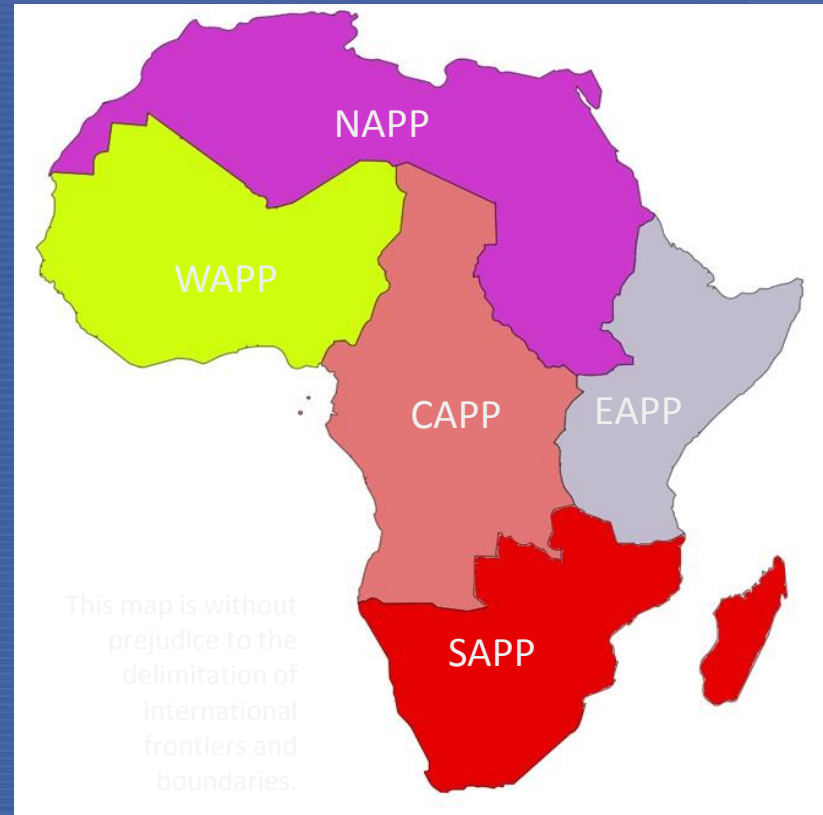 NAPP
WAPP
CAPP
EAPP
SAPP
This map is without
prejudice to the
delimitation of
international
frontiers and
boundaries.